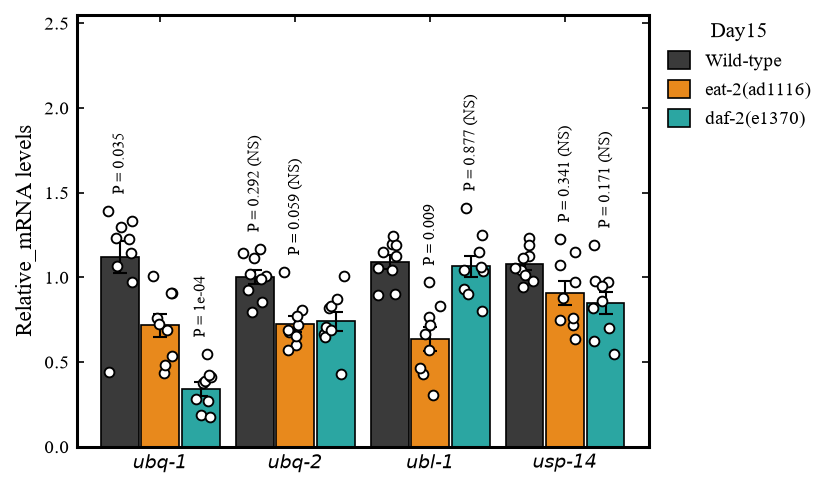 Day15
Wild-type
eat-2(ad1116)
daf-2(e1370)
Relative_mRNA levels
2.5
2.0
1.5
1.0
0.5
0.0
P = 0.035
P = 1e-04
P = 0.292 (NS)
P = 0.059 (NS)
P = 0.009
P = 0.877 (NS)
P = 0.341 (NS)
P = 0.171 (NS)
ubq-1
ubq-2
ubl-1
usp-14